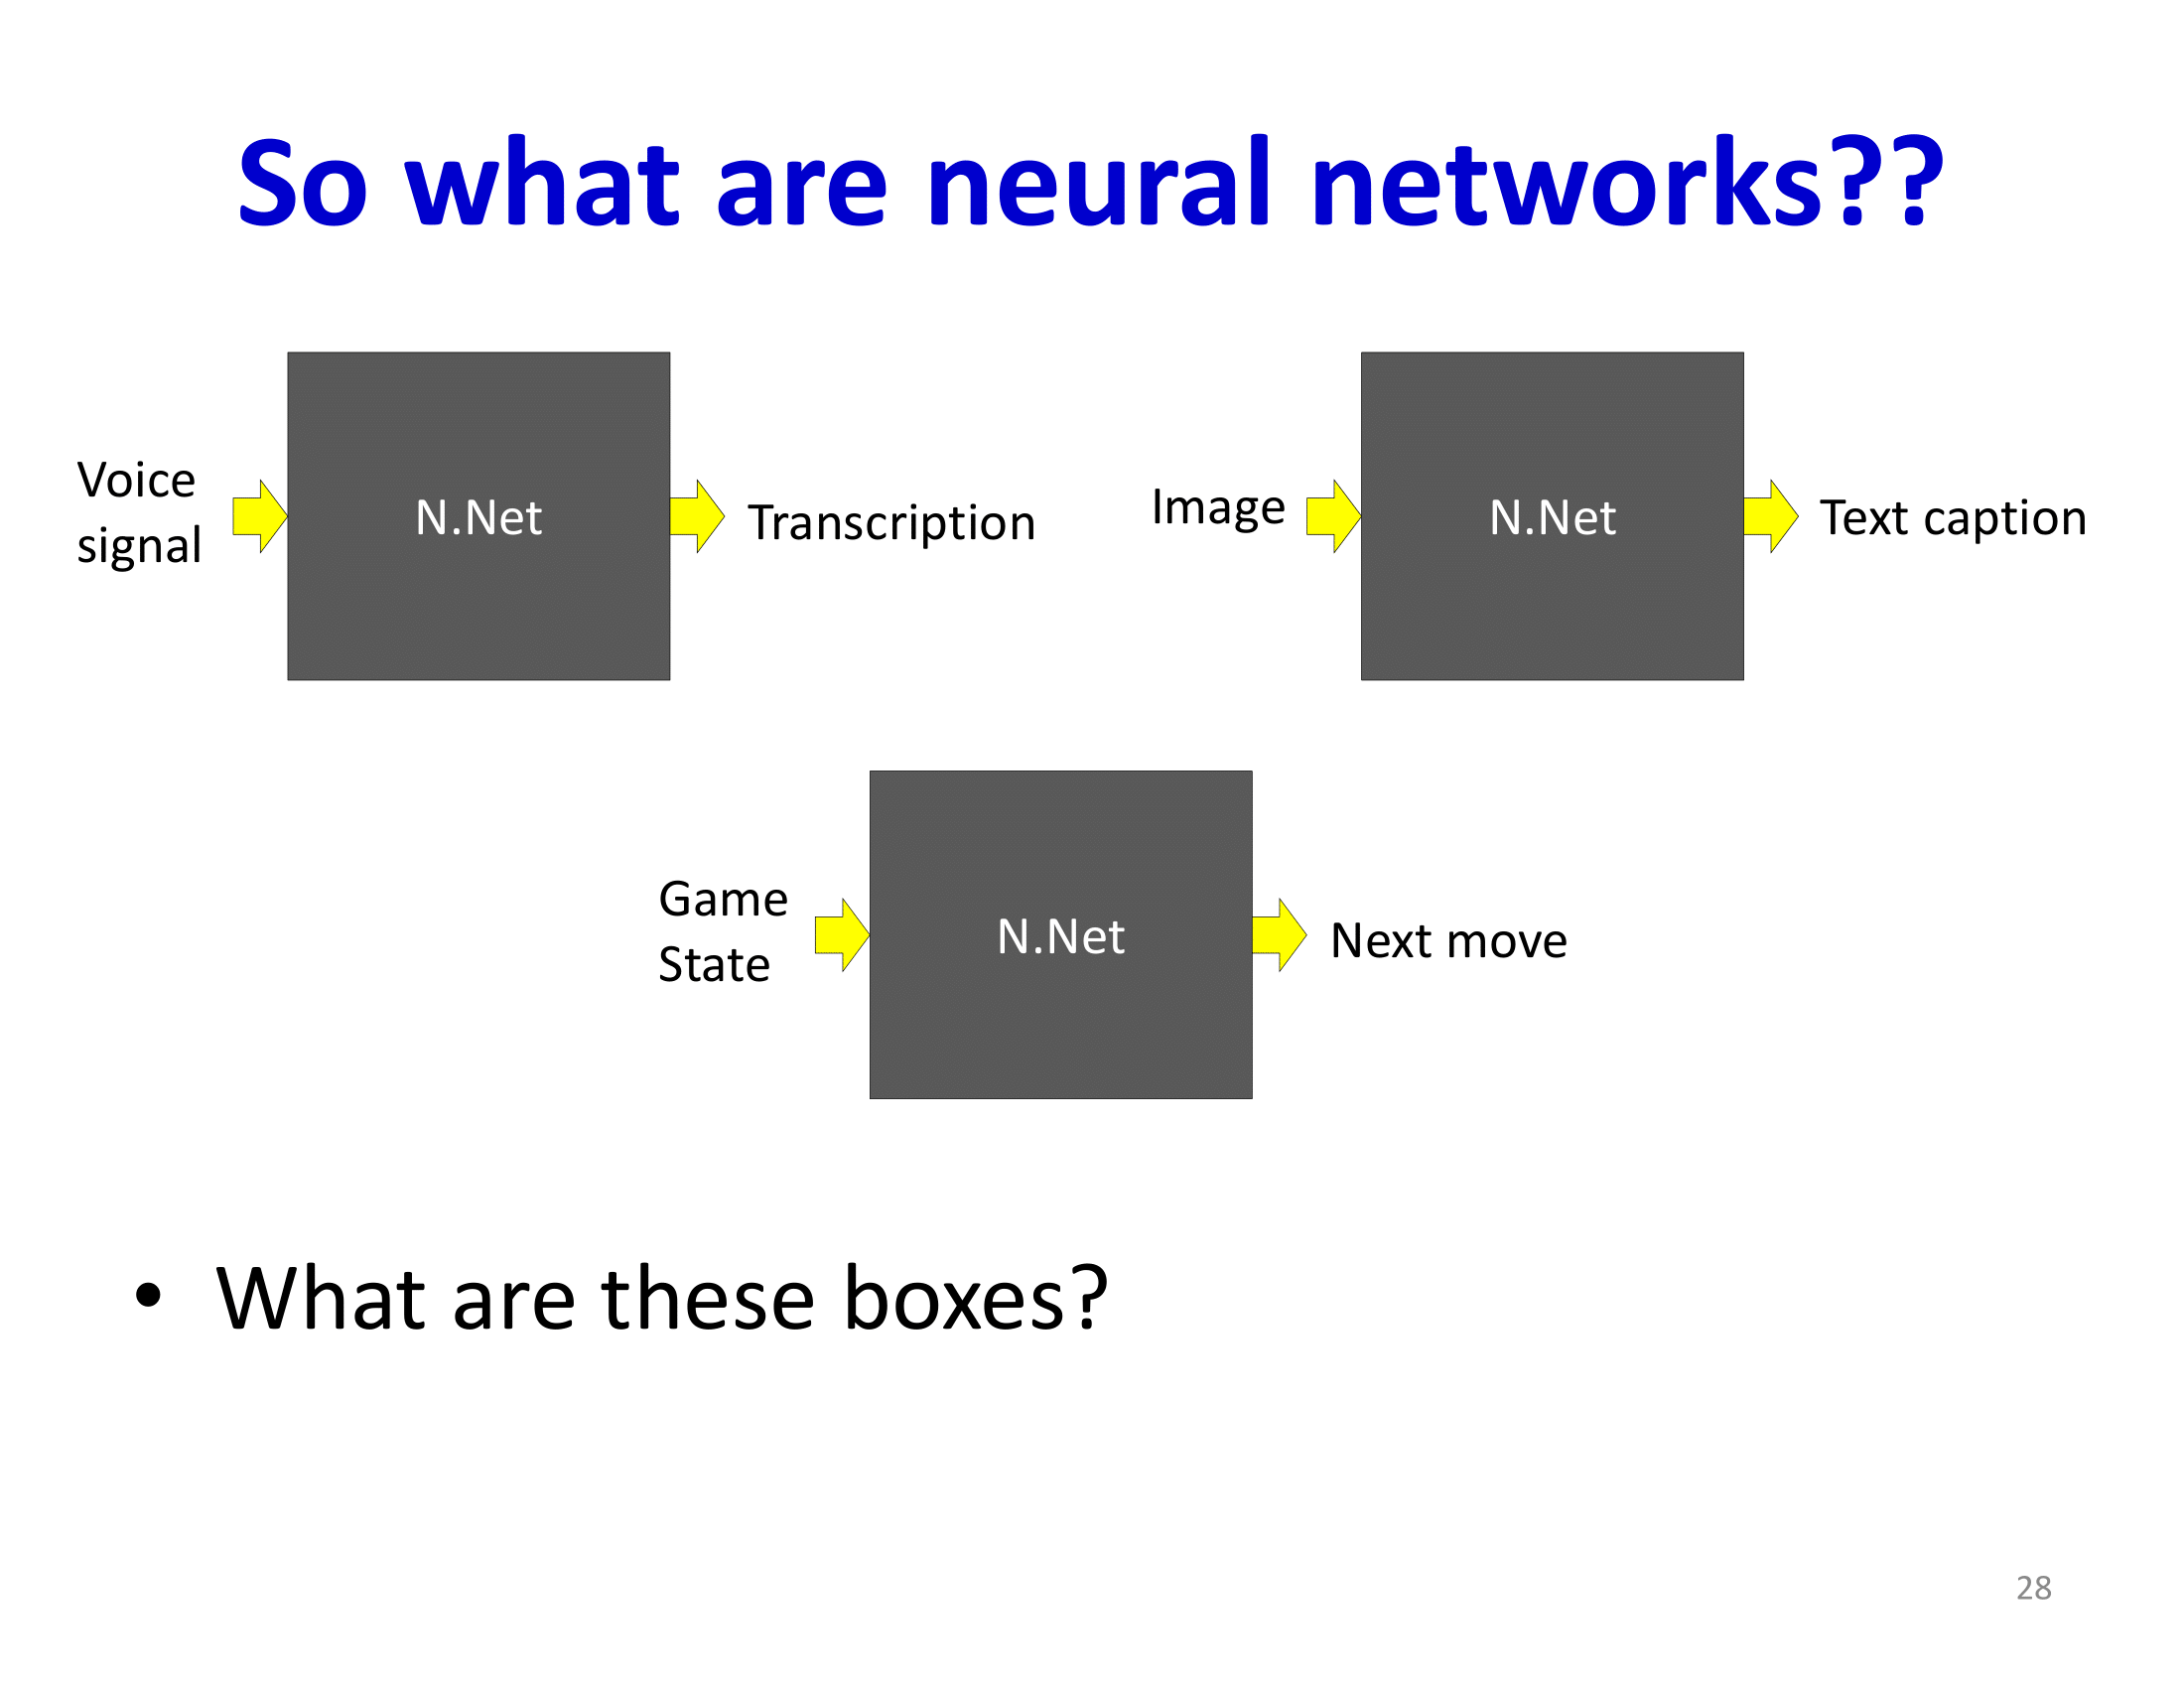 So what are neural networks??
Voice
signal
N.Net
Transcription
Image
N.Net
Text caption
Game
State
N.Net
Next move
• What are these boxes?
28